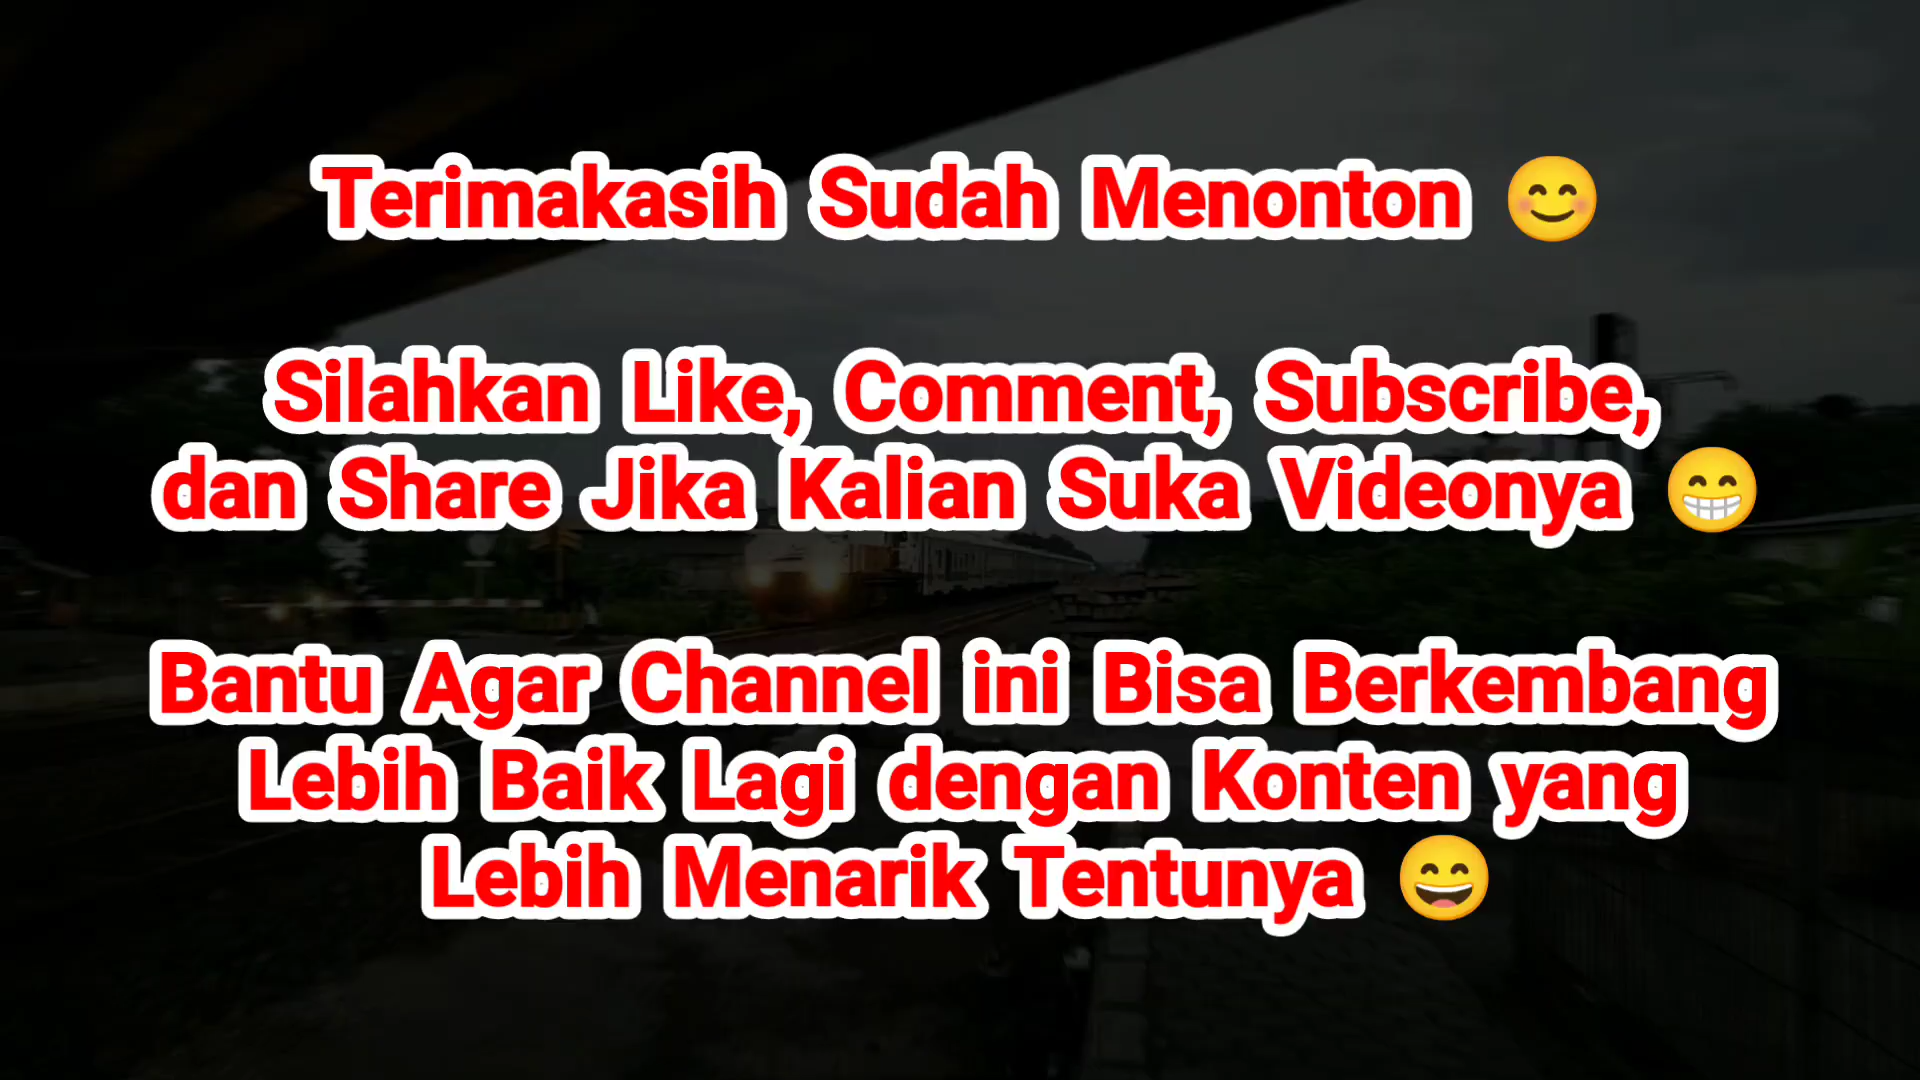 Terimakasih Sudah Menonton 😊
Silahkan Like, Comment, Subscribe,
dan Share Jika Kalian Suka Videonya 😁
Bantu Agar Channel ini Bisa Berkembang
Lebih Baik Lagi dengan Konten yang
Lebih Menarik Tentunya 😄